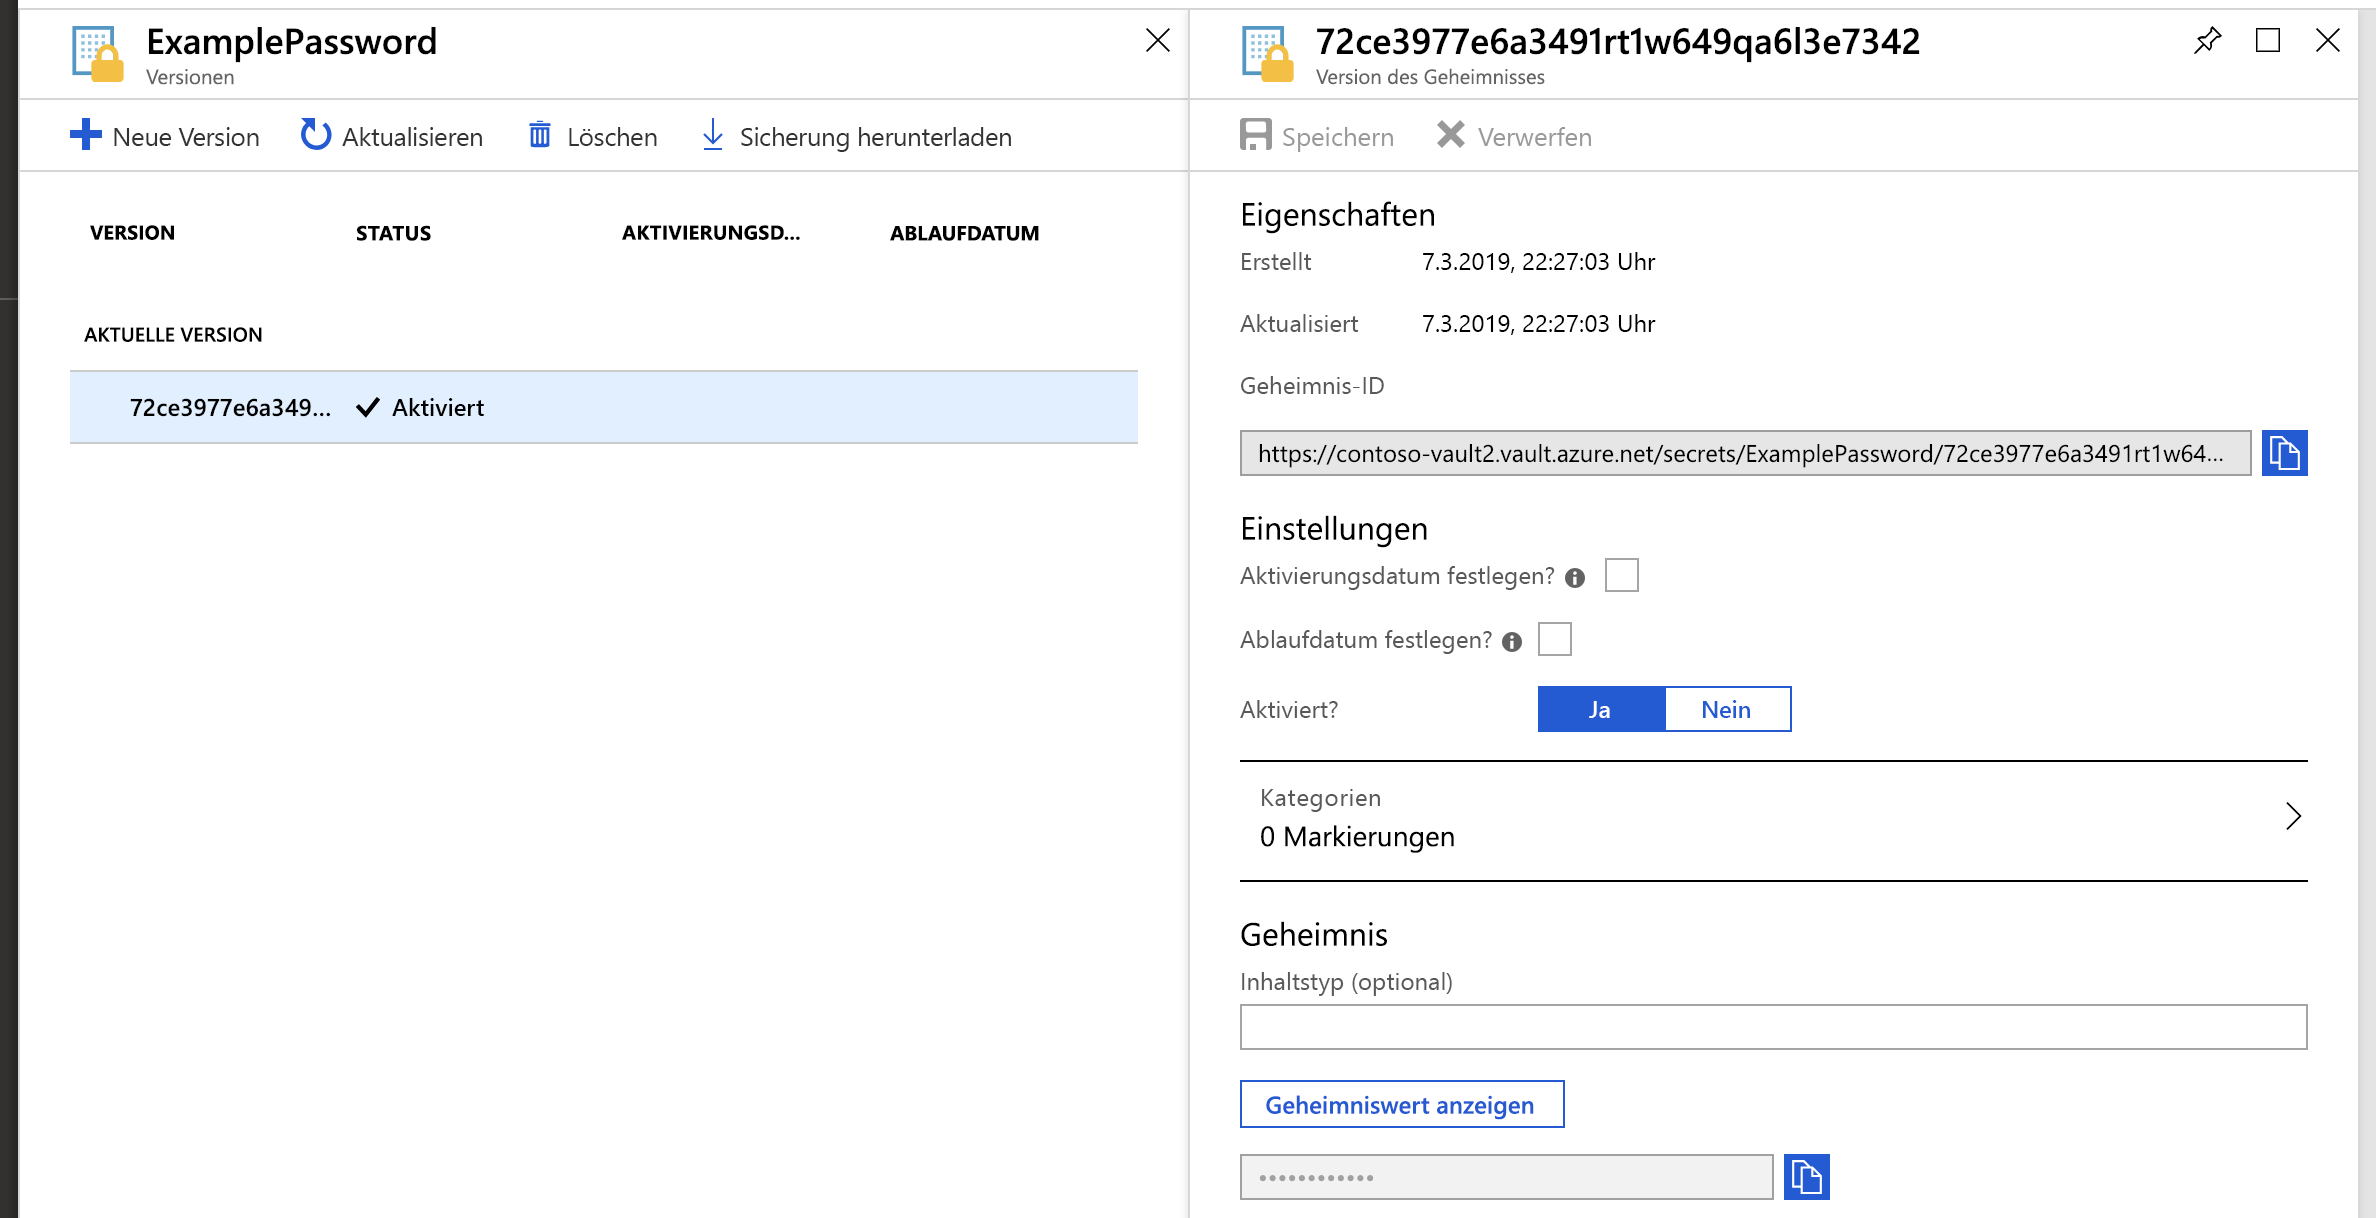 ExamplePassword
Versionen
Neue Version
Aktualisieren
Löschen
Sicherung herunterladen
VERSION STATUS AKTIVIERUNGSD... ABLAUFDATUM
AKTUELLE VERSION
72ce3977e6a349... Aktiviert
72ce3977e6a3491rt1w649qa6l3e7342
Version des Geheimnisses
Speichern
Verwerfen
Eigenschaften
Erstellt 7.3.2019, 22:27:03 Uhr
Aktualisiert 7.3.2019, 22:27:03 Uhr
Geheimnis-ID
https://contoso-vault2.vault.azure.net/secrets/ExamplePassword/72ce3977e6a3491rt1w64...
Einstellungen
Aktivierungsdatum festlegen?
Ablaufdatum festlegen?
Aktiviert? Ja Nein
Kategorien
0 Markierungen
Geheimnis
Inhaltstyp (optional)
Geheimniswert anzeigen
••••••••••••